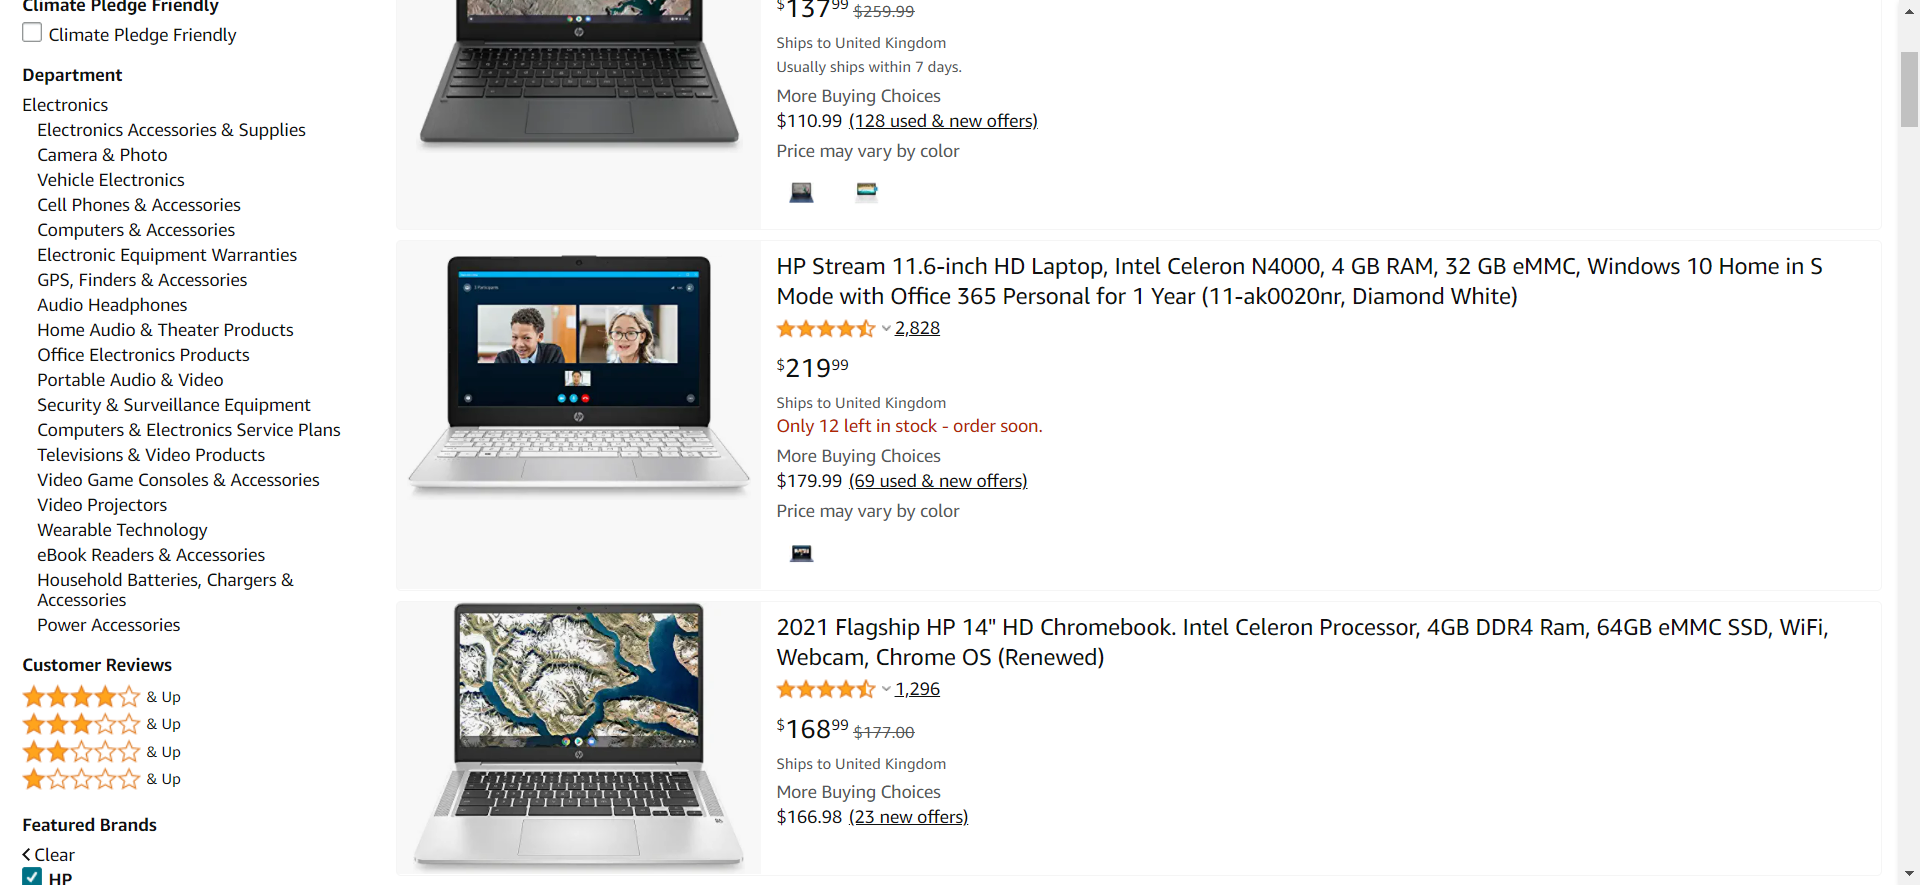 Climate Pledge Friendly
Climate Pledge Friendly
Department
Electronics
Electronics Accessories & Supplies
Camera & Photo
Vehicle Electronics
Cell Phones & Accessories
Computers & Accessories
Electronic Equipment Warranties
GPS, Finders & Accessories
Audio Headphones
Home Audio & Theater Products
Office Electronics Products
Portable Audio & Video
Security & Surveillance Equipment
Computers & Electronics Service Plans
Televisions & Video Products
Video Game Consoles & Accessories
Video Projectors
Wearable Technology
eBook Readers & Accessories
Household Batteries, Chargers &
Accessories
Power Accessories
Customer Reviews
& Up
& Up
& Up
& Up
Featured Brands
Clear
HP
$137 99 $259.99
Ships to United Kingdom
Usually ships within 7 days.
More Buying Choices
$110.99 (128 used & new offers)
Price may vary by color
HP Stream 11.6-inch HD Laptop, Intel Celeron N4000, 4 GB RAM, 32 GB eMMC, Windows 10 Home in S
Mode with Office 365 Personal for 1 Year (11-ak0020nr, Diamond White)
2,828
$219 99
Ships to United Kingdom
Only 12 left in stock - order soon.
More Buying Choices
$179.99 (69 used & new offers)
Price may vary by color
2021 Flagship HP 14" HD Chromebook. Intel Celeron Processor, 4GB DDR4 Ram, 64GB eMMC SSD, WiFi,
Webcam, Chrome OS (Renewed)
1,296
$168 99 $177.00
Ships to United Kingdom
More Buying Choices
$166.98 (23 new offers)